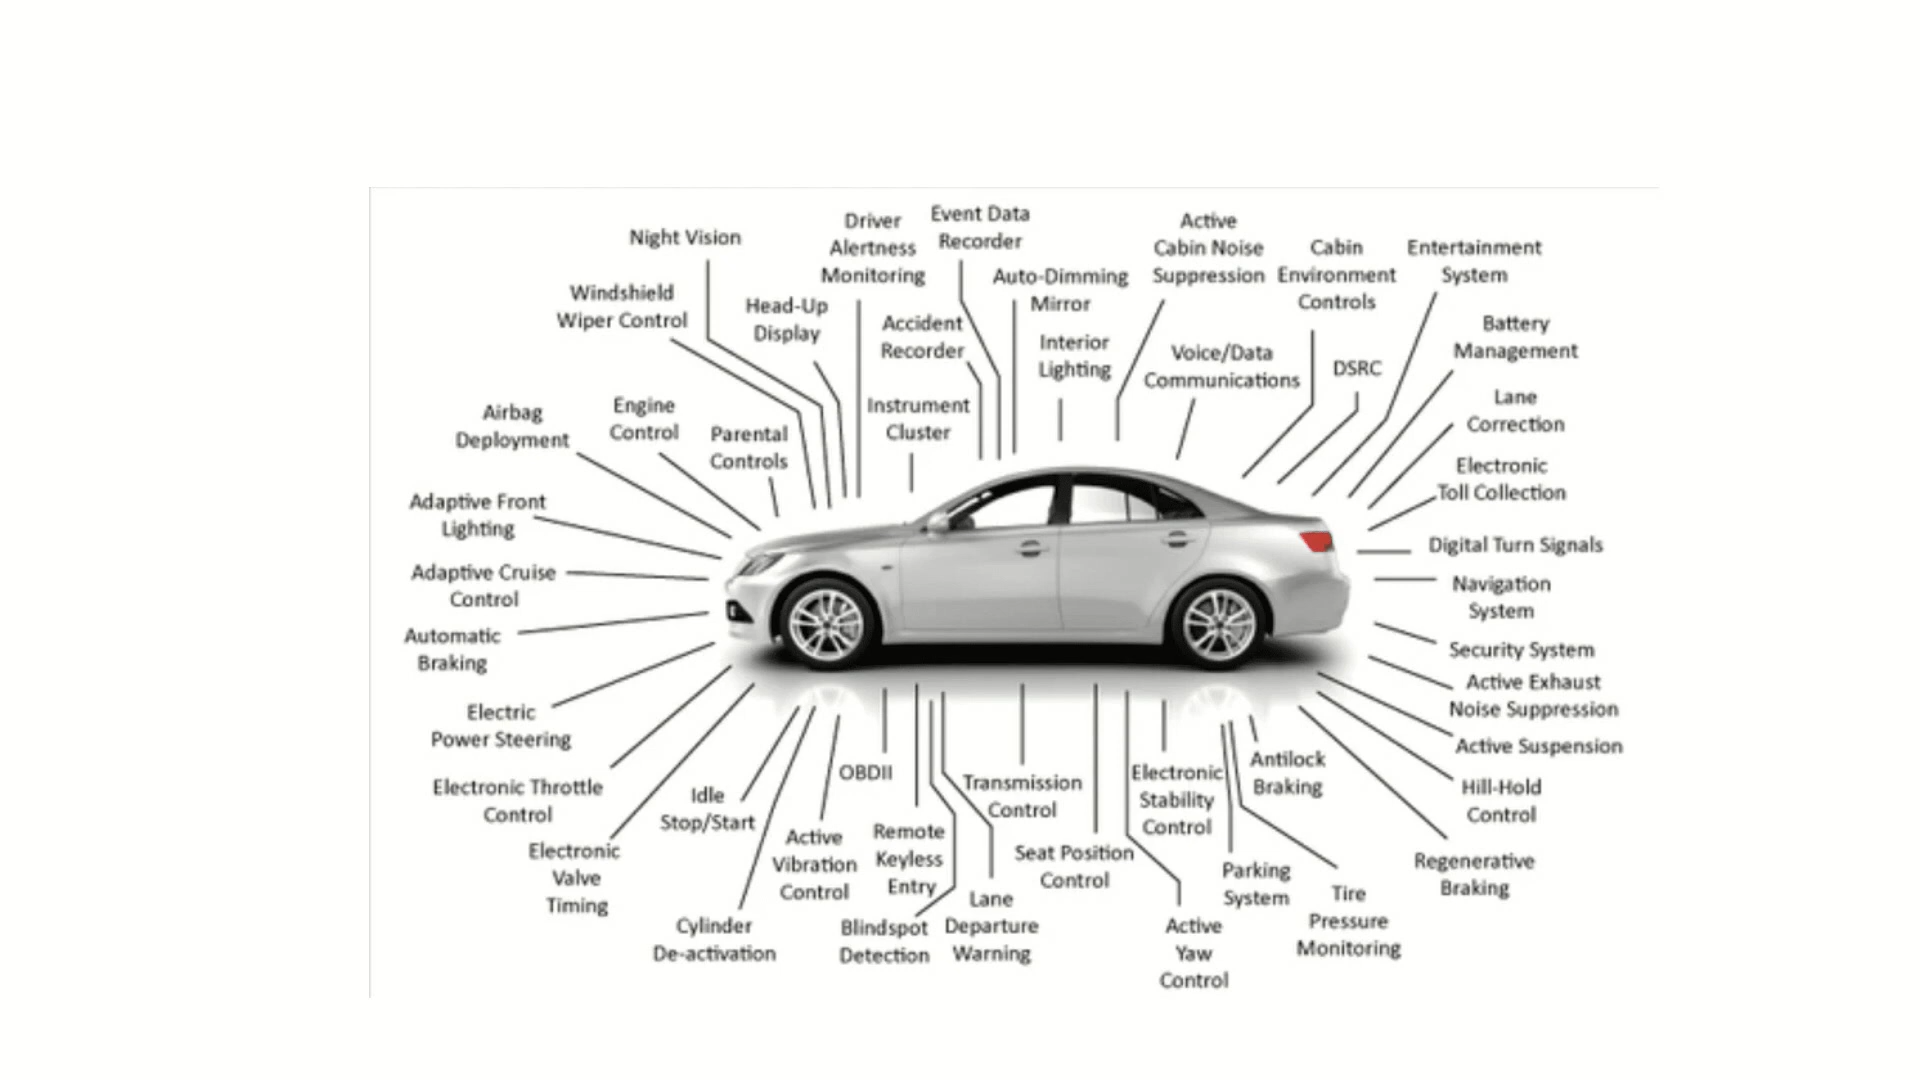 Night Vision
Driver
Alertness
Monitoring
Event Data
Recorder
Active
Cabin Noise
Suppression
Cabin
Environment
Controls
Entertainment
System
Windshield
Wiper Control
Head-Up
Display
Accident
Recorder
Auto-Dimming
Mirror
Interior
Lighting
Voice/Data
Communications
DSRC
Battery
Management
Airbag
Deployment
Engine
Control
Parental
Controls
Instrument
Cluster
Lane
Correction
Electronic
Toll Collection
Adaptive Front
Lighting
Digital Turn Signals
Adaptive Cruise
Control
Navigation
System
Automatic
Braking
Security System
Active Exhaust
Noise Suppression
Electric
Power Steering
Active Suspension
Electronic Throttle
Control
Idle
Stop/Start
OBDII
Transmission
Control
Electronic
Stability
Control
Antilock
Braking
Hill-Hold
Control
Electronic
Valve
Timing
Active
Vibration
Control
Remote
Keyless
Entry
Seat Position
Control
Parking
System
Tire
Pressure
Monitoring
Regenerative
Braking
Cylinder
De-activation
Blindspot
Detection
Lane
Departure
Warning
Active
Yaw
Control